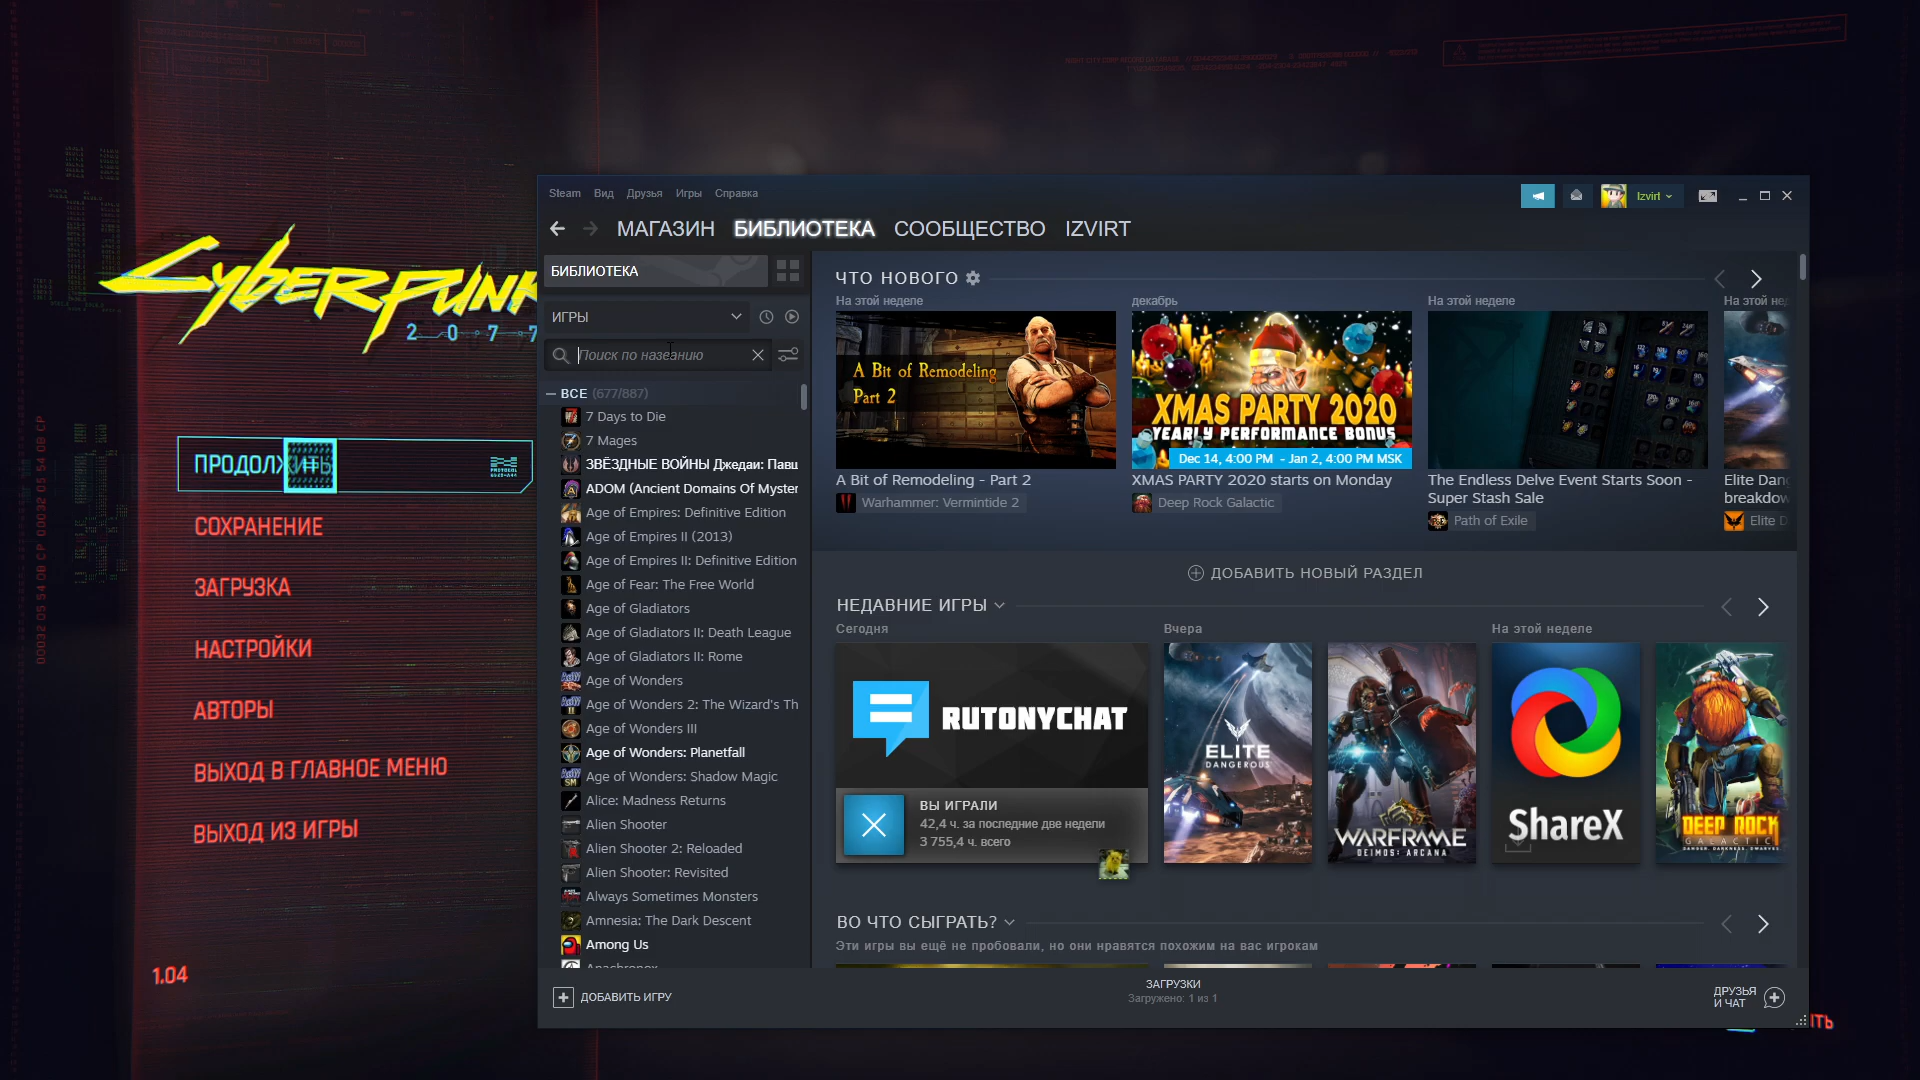 CYBERPUNK
2077
ПРОДОЛЖ
СОХРАНЕНИЕ
ЗАГРУЗКА
НАСТРОЙКИ
АВТОРЫ
ВЫХОД В ГЛАВНОЕ МЕНЮ
ВЫХОД ИЗ ИГРЫ
1.04
Steam Вид Друзья Игры Справка
Izvirt
МАГАЗИН БИБЛИОТЕКА СООБЩЕСТВО IZVIRT
БИБЛИОТЕКА
ИГРЫ
Поиск по названию
ВСЕ (677/887)
7 Days to Die
7 Mages
ЗВЁЗДНЫЕ ВОЙНЫ Джедаи: Павш
ADOM (Ancient Domains Of Myster
Age of Empires: Definitive Edition
Age of Empires II (2013)
Age of Empires II: Definitive Edition
Age of Fear: The Free World
Age of Gladiators
Age of Gladiators II: Death League
Age of Gladiators II: Rome
Age of Wonders
Age of Wonders 2: The Wizard's Th
Age of Wonders III
Age of Wonders: Planetfall
Age of Wonders: Shadow Magic
Alice: Madness Returns
Alien Shooter
Alien Shooter 2: Reloaded
Alien Shooter: Revisited
Always Sometimes Monsters
Amnesia: The Dark Descent
Among Us
Anachronox
ЧТО НОВОГО
На этой неделе
A Bit of Remodeling
Part 2
A Bit of Remodeling - Part 2
Warhammer: Vermintide 2
декабрь
XMAS PARTY 2020
YEARLY PERFORMANCE BONUS
Dec 14, 4:00 PM - Jan 2, 4:00 PM MSK
XMAS PARTY 2020 starts on Monday
Deep Rock Galactic
На этой неделе
The Endless Delve Event Starts Soon -
Super Stash Sale
Path of Exile
На этой нед
Elite Dang
breakdow
Elite D
ДОБАВИТЬ НОВЫЙ РАЗДЕЛ
НЕДАВНИЕ ИГРЫ
Сегодня
RUTONYCHAT
ВЫ ИГРАЛИ
42,4 ч. за последние две недели
3 755,4 ч. всего
Вчера
ELITE
DANGEROUS
WARFRAME
DEIMOS: ARCANA
На этой неделе
ShareX
DEEP ROCK
GALACTIC
DANGER. DARKNESS. DWARVES.
ВО ЧТО СЫГРАТЬ?
Эти игры вы ещё не пробовали, но они нравятся похожим на вас игрокам
ДОБАВИТЬ ИГРУ
ЗАГРУЗКИ
Загружено: 1 из 1
ДРУЗЬЯ
И ЧАТ
ТЬ